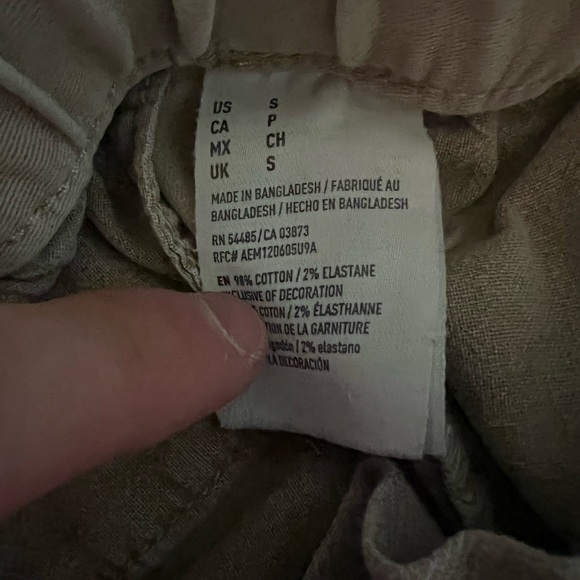 US S
CA P
MX CH
UK S
MADE IN BANGLADESH / FABRIQUÉ AU
BANGLADESH / HECHO EN BANGLADESH
RN 54485/CA 03873
RFC# AEM120605U9A
EN 98% COTTON / 2% ELASTANE
EXCLUSIVE OF DECORATION
COTON / 2% ÉLASTHANNE
DE LA GARNITURE
/ 2% elastano
LA DECORACIÓN